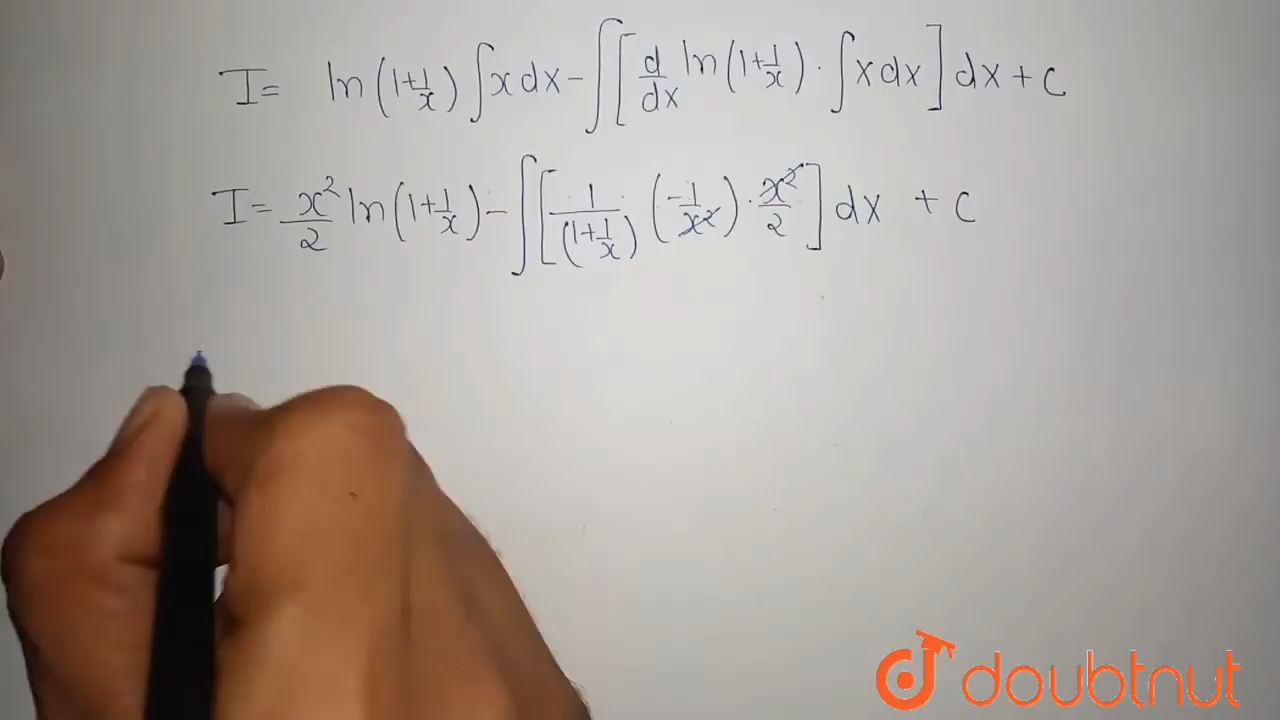 I = ln(1+1/x) ∫x dx - ∫[d/dx ln(1+1/x) · ∫x dx] dx + c
I = x²/2 ln(1+1/x) - ∫[1/(1+1/x) (-1/x²) · x²/2] dx + c
doubtnut